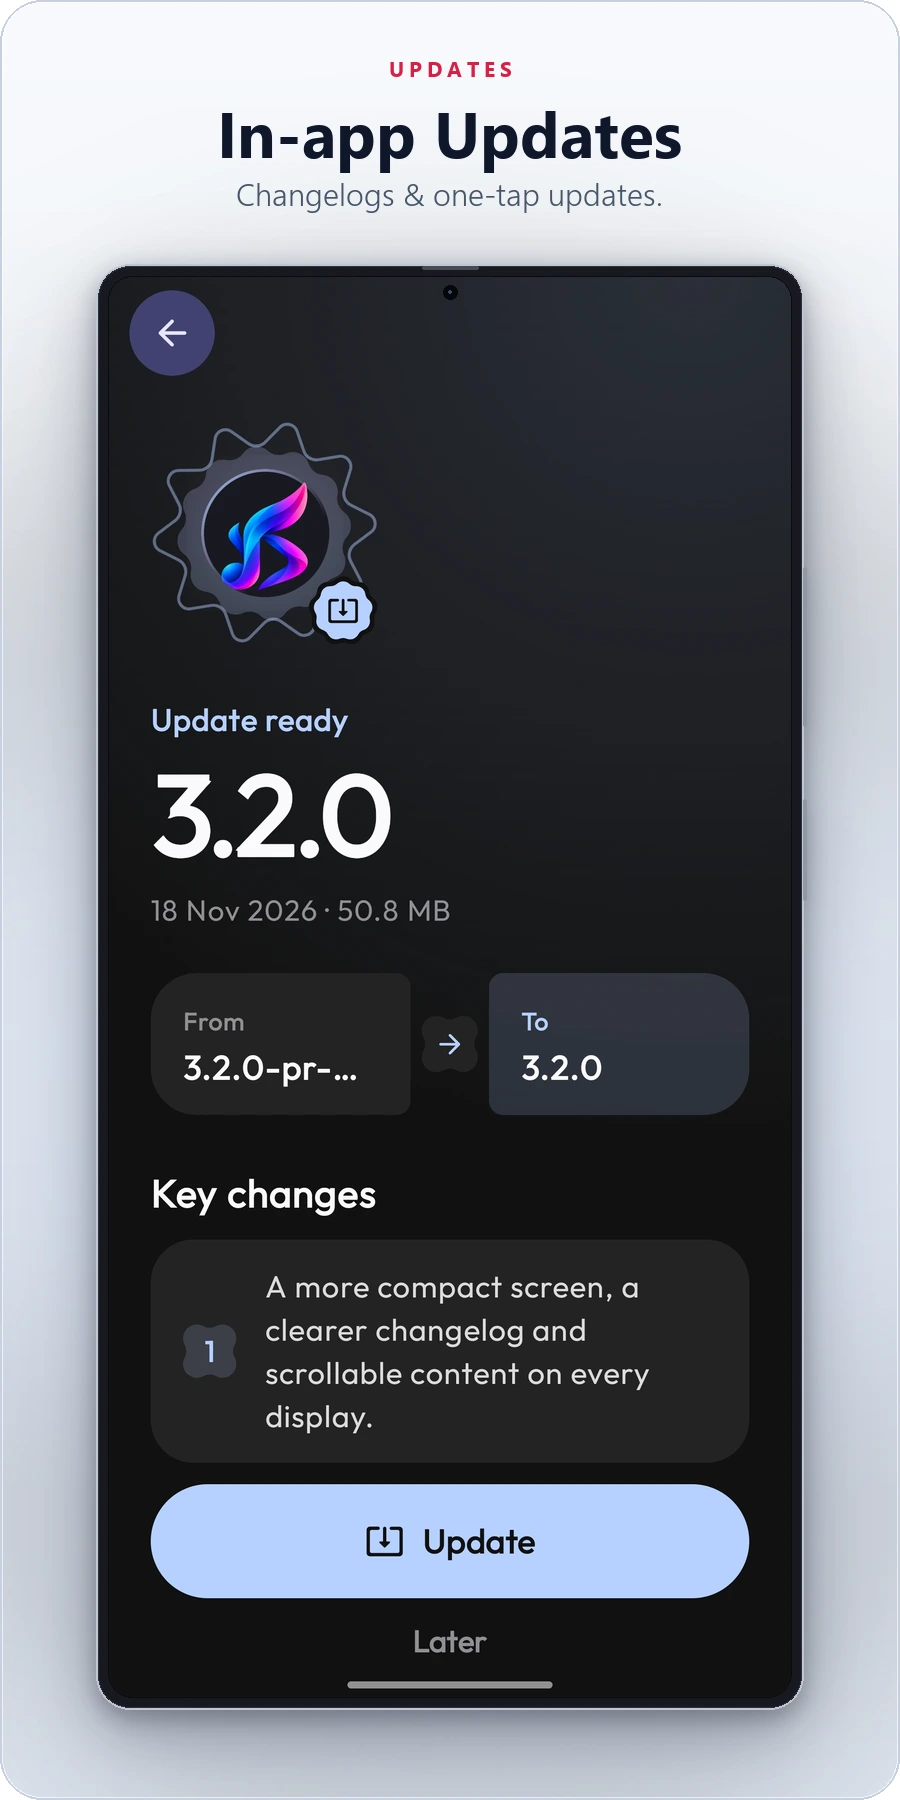 UPDATES
In-app Updates
Changelogs & one-tap updates.
Update ready
3.2.0
18 Nov 2026 · 50.8 MB
From
3.2.0-pr-...
To
3.2.0
Key changes
1
A more compact screen, a
clearer changelog and
scrollable content on every
display.
Update
Later